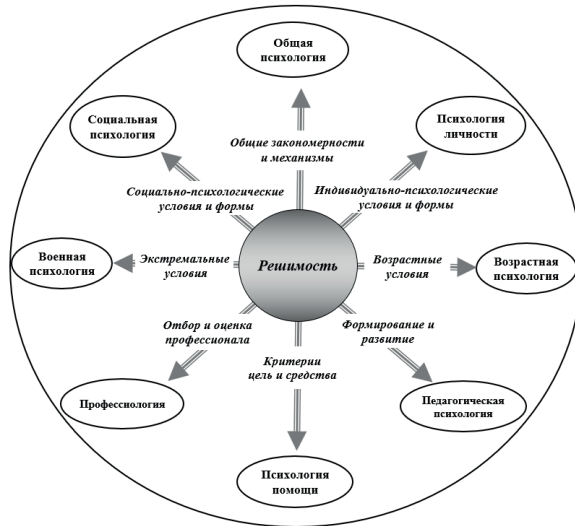 Общая
психология
Социальная
психология
Психология
личности
Общие закономерности
и механизмы
Социально-психологические
условия и формы
Индивидуально-психологические
условия и формы
Военная
психология
Экстремальные
условия
Решимость
Возрастные
условия
Возрастная
психология
Отбор и оценка
профессионала
Формирование и
развитие
Критерии
цель и средства
Профессиология
Педагогическая
психология
Психология
помощи